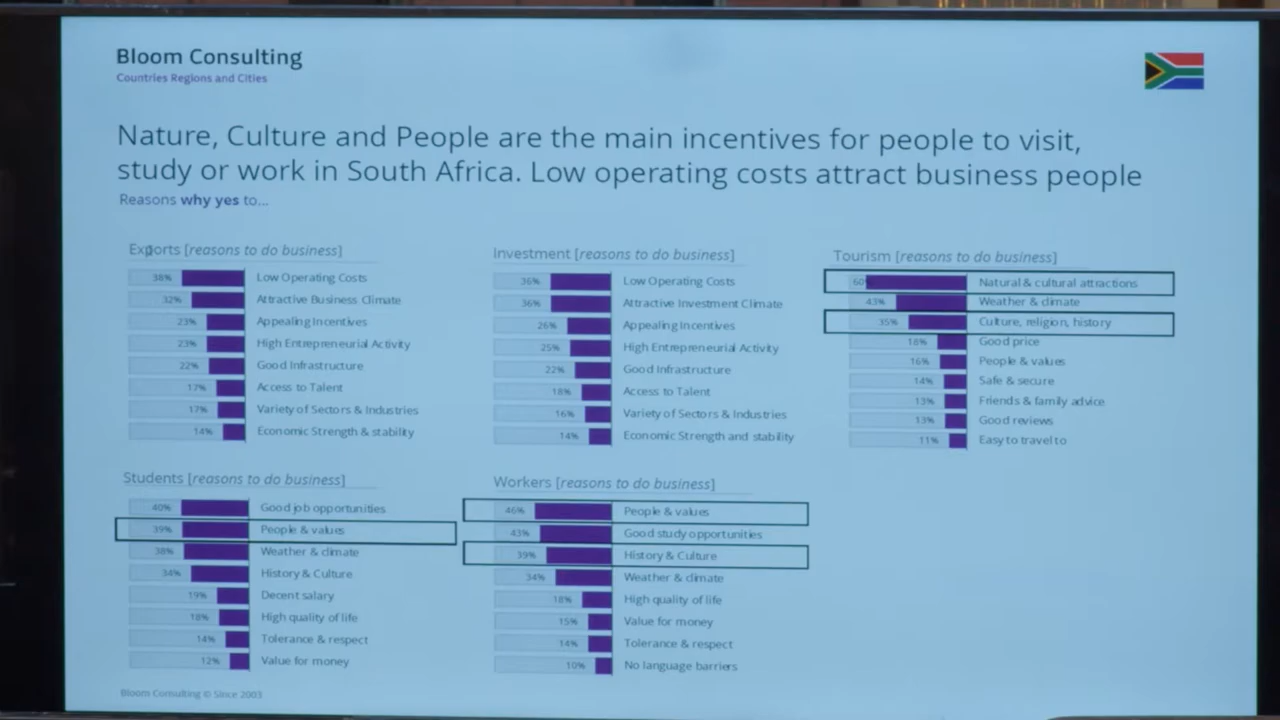 Bloom Consulting
Countries Regions and Cities
Nature, Culture and People are the main incentives for people to visit,
study or work in South Africa. Low operating costs attract business people
Reasons why yes to...
Exports [reasons to do business]
38% Low Operating Costs
32% Attractive Business Climate
23% Appealing Incentives
23% High Entrepreneurial Activity
22% Good Infrastructure
17% Access to Talent
17% Variety of Sectors & Industries
14% Economic Strength & stability
Investment [reasons to do business]
36% Low Operating Costs
36% Attractive Investment Climate
26% Appealing Incentives
25% High Entrepreneurial Activity
22% Good Infrastructure
18% Access to Talent
16% Variety of Sectors & Industries
14% Economic Strength and stability
Tourism [reasons to do business]
60% Natural & cultural attractions
43% Weather & climate
35% Culture, religion, history
18% Good price
16% People & values
14% Safe & secure
13% Friends & family advice
13% Good reviews
11% Easy to travel to
Students [reasons to do business]
40% Good job opportunities
39% People & values
38% Weather & climate
34% History & Culture
19% Decent salary
18% High quality of life
14% Tolerance & respect
12% Value for money
Workers [reasons to do business]
46% People & values
43% Good study opportunities
39% History & Culture
34% Weather & climate
18% High quality of life
15% Value for money
14% Tolerance & respect
10% No language barriers
Bloom Consulting © Since 2003